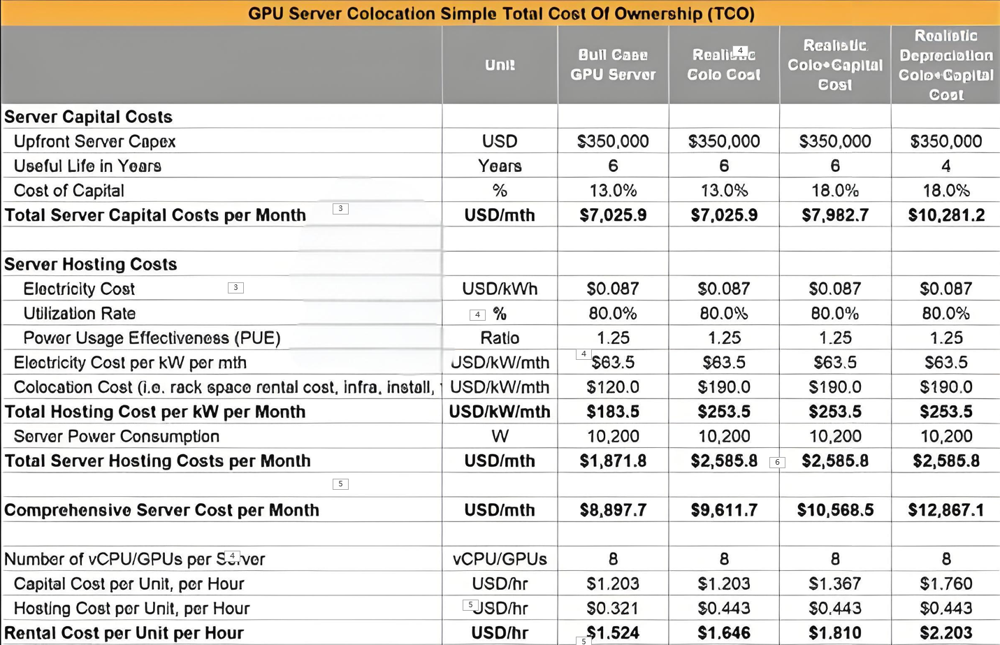 GPU Server Colocation Simple Total Cost Of Ownership (TCO)
Unit Bull Case GPU Server Realistic Colo Cost Realistic Colo+Capital Cost Realistic Depreciation Colo+Capital Cost
Server Capital Costs
Upfront Server Capex USD $350,000 $350,000 $350,000 $350,000
Useful Life in Years Years 6 6 6 4
Cost of Capital % 13.0% 13.0% 18.0% 18.0%
Total Server Capital Costs per Month 3 USD/mth $7,025.9 $7,025.9 $7,982.7 $10,281.2
Server Hosting Costs
Electricity Cost 3 USD/kWh $0.087 $0.087 $0.087 $0.087
Utilization Rate 4 % 80.0% 80.0% 80.0% 80.0%
Power Usage Effectiveness (PUE) Ratio 1.25 1.25 1.25 1.25
Electricity Cost per kW per mth USD/kW/mth 4 $63.5 $63.5 $63.5 $63.5
Colocation Cost (i.e. rack space rental cost, infra, install, USD/kW/mth $120.0 $190.0 $190.0 $190.0
Total Hosting Cost per kW per Month USD/kW/mth $183.5 $253.5 $253.5 $253.5
Server Power Consumption W 10,200 10,200 10,200 10,200
Total Server Hosting Costs per Month USD/mth $1,871.8 $2,585.8 6 $2,585.8 $2,585.8
5
Comprehensive Server Cost per Month USD/mth $8,897.7 $9,611.7 $10,568.5 $12,867.1
Number of vCPU/GPUs per Server 4 vCPU/GPUs 8 8 8 8
Capital Cost per Unit, per Hour USD/hr $1.203 $1.203 $1.367 $1.760
Hosting Cost per Unit, per Hour 5 USD/hr $0.321 $0.443 $0.443 $0.443
Rental Cost per Unit per Hour USD/hr 5 $1.524 $1.646 $1.810 $2.203